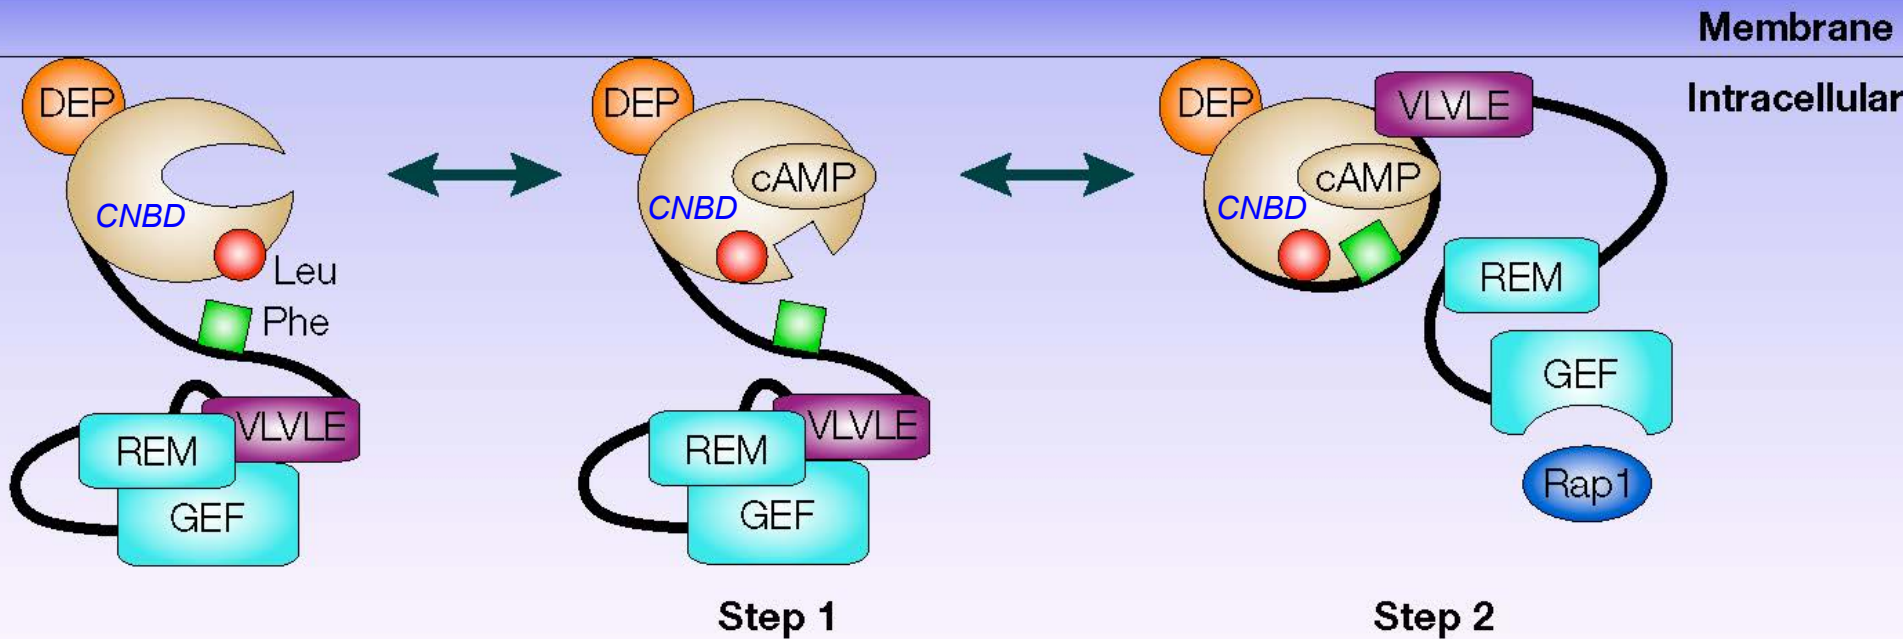 Membrane
Intracellular
DEP
CNBD
Leu
Phe
VLVLE
REM
GEF
DEP
cAMP
CNBD
VLVLE
REM
GEF
Step 1
DEP
VLVLE
cAMP
CNBD
REM
GEF
Rap1
Step 2